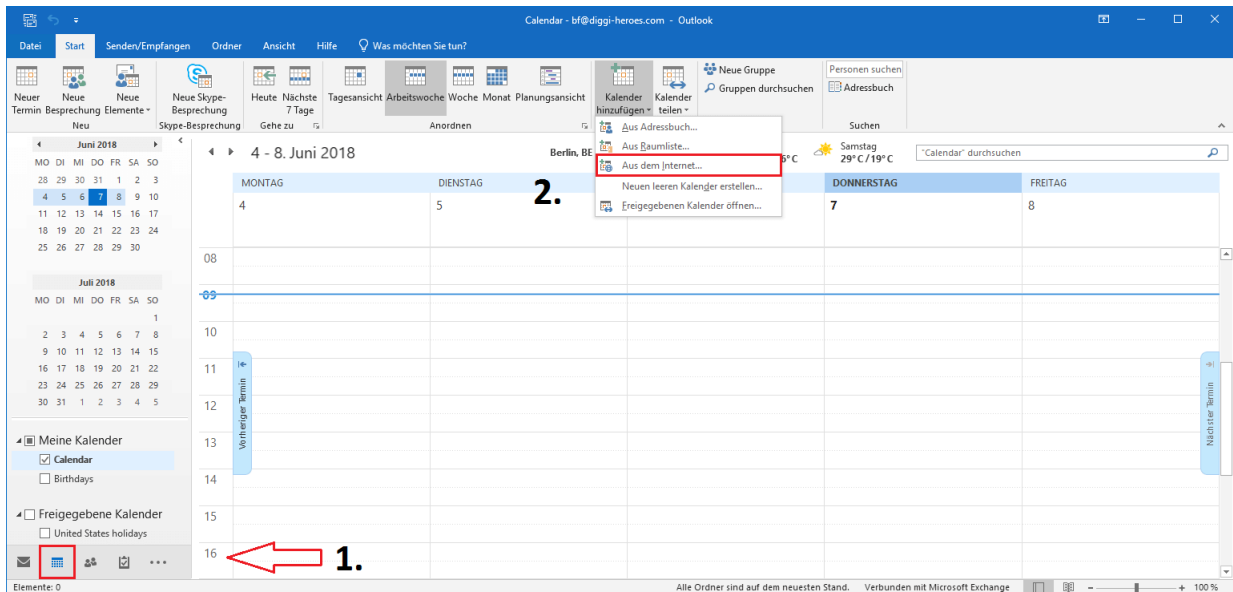 Calendar - bf@diggi-heroes.com - Outlook
Datei Start Senden/Empfangen Ordner Ansicht Hilfe Was möchten Sie tun?
Neuer Termin
Neue Besprechung
Neue Elemente
Neu
Neue Skype-Besprechung
Skype-Besprechung
Heute
Nächste 7 Tage
Gehe zu
Tagesansicht Arbeitswoche Woche Monat Planungsansicht
Anordnen
Kalender hinzufügen
Kalender teilen
Neue Gruppe
Gruppen durchsuchen
Personen suchen
Adressbuch
Suchen
Aus Adressbuch...
Aus Raumliste...
Aus dem Internet...
Neuen leeren Kalender erstellen...
Freigegebenen Kalender öffnen...
2.
Juni 2018
MO DI MI DO FR SA SO
28 29 30 31 1 2 3
4 5 6 7 8 9 10
11 12 13 14 15 16 17
18 19 20 21 22 23 24
25 26 27 28 29 30
Juli 2018
MO DI MI DO FR SA SO
1
2 3 4 5 6 7 8
9 10 11 12 13 14 15
16 17 18 19 20 21 22
23 24 25 26 27 28 29
30 31 1 2 3 4 5
Meine Kalender
Calendar
Birthdays
Freigegebene Kalender
United States holidays
4 - 8. Juni 2018
Berlin, BE
Samstag
29° C / 19° C
"Calendar" durchsuchen
MONTAG DIENSTAG DONNERSTAG FREITAG
4 5 7 8
08
09
10
11
12
13
14
15
16
Vorheriger Termin
Nächster Termin
1.
Elemente: 0
Alle Ordner sind auf dem neuesten Stand. Verbunden mit Microsoft Exchange
100 %